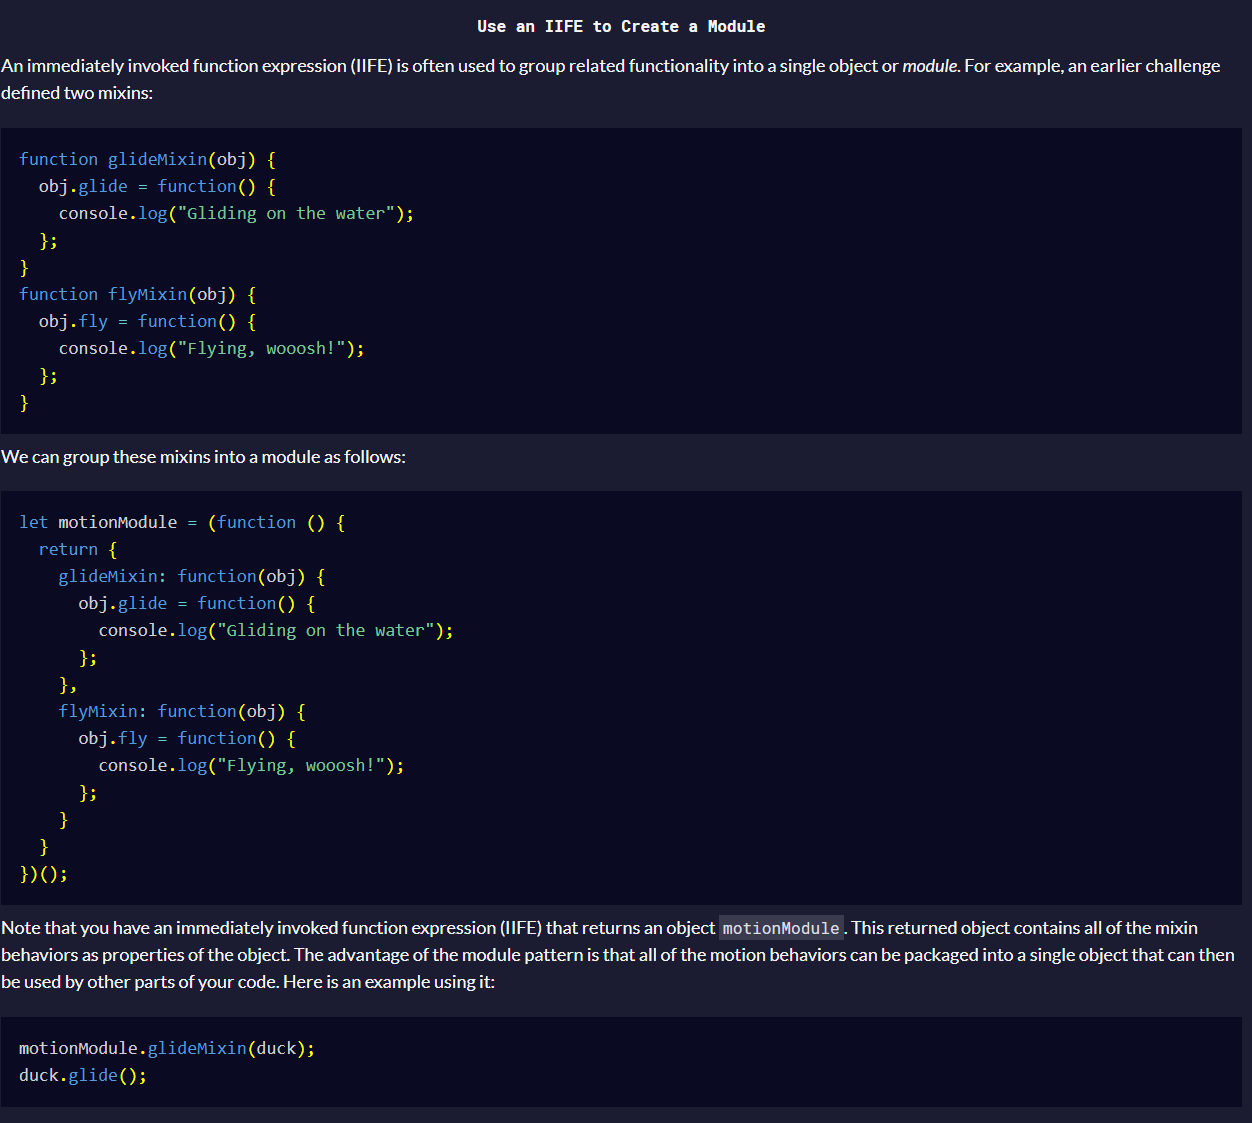 Use an IIFE to Create a Module
An immediately invoked function expression (IIFE) is often used to group related functionality into a single object or module. For example, an earlier challenge
defined two mixins:
function glideMixin(obj) {
  obj.glide = function() {
    console.log("Gliding on the water");
  };
}
function flyMixin(obj) {
  obj.fly = function() {
    console.log("Flying, wooosh!");
  };
}
We can group these mixins into a module as follows:
let motionModule = (function () {
  return {
    glideMixin: function(obj) {
      obj.glide = function() {
        console.log("Gliding on the water");
      };
    },
    flyMixin: function(obj) {
      obj.fly = function() {
        console.log("Flying, wooosh!");
      };
    }
  }
})();
Note that you have an immediately invoked function expression (IIFE) that returns an object motionModule. This returned object contains all of the mixin
behaviors as properties of the object. The advantage of the module pattern is that all of the motion behaviors can be packaged into a single object that can then
be used by other parts of your code. Here is an example using it:
motionModule.glideMixin(duck);
duck.glide();